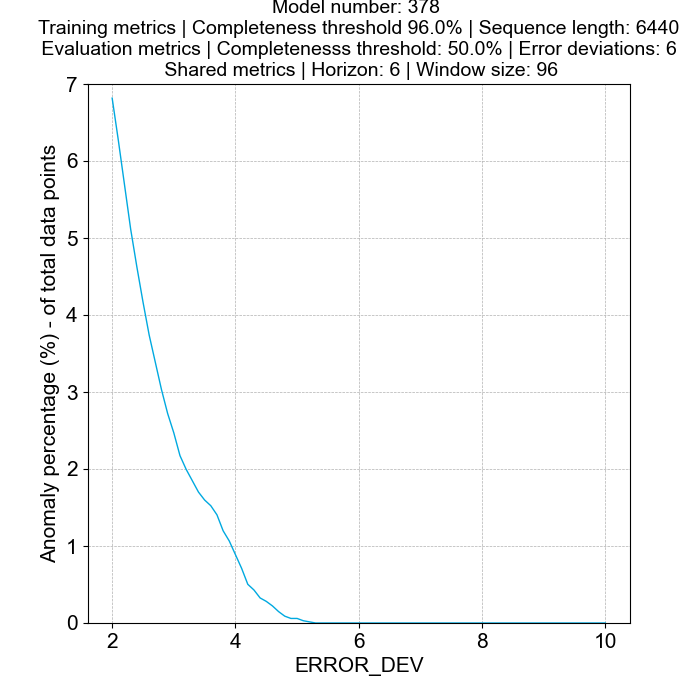 Model number: 378
Training metrics | Completeness threshold 96.0% | Sequence length: 6440
Evaluation metrics | Completenesss threshold: 50.0% | Error deviations: 6
Shared metrics | Horizon: 6 | Window size: 96
7
6
5
4
3
2
1
0
Anomaly percentage (%) - of total data points
2 4 6 8 10
ERROR_DEV